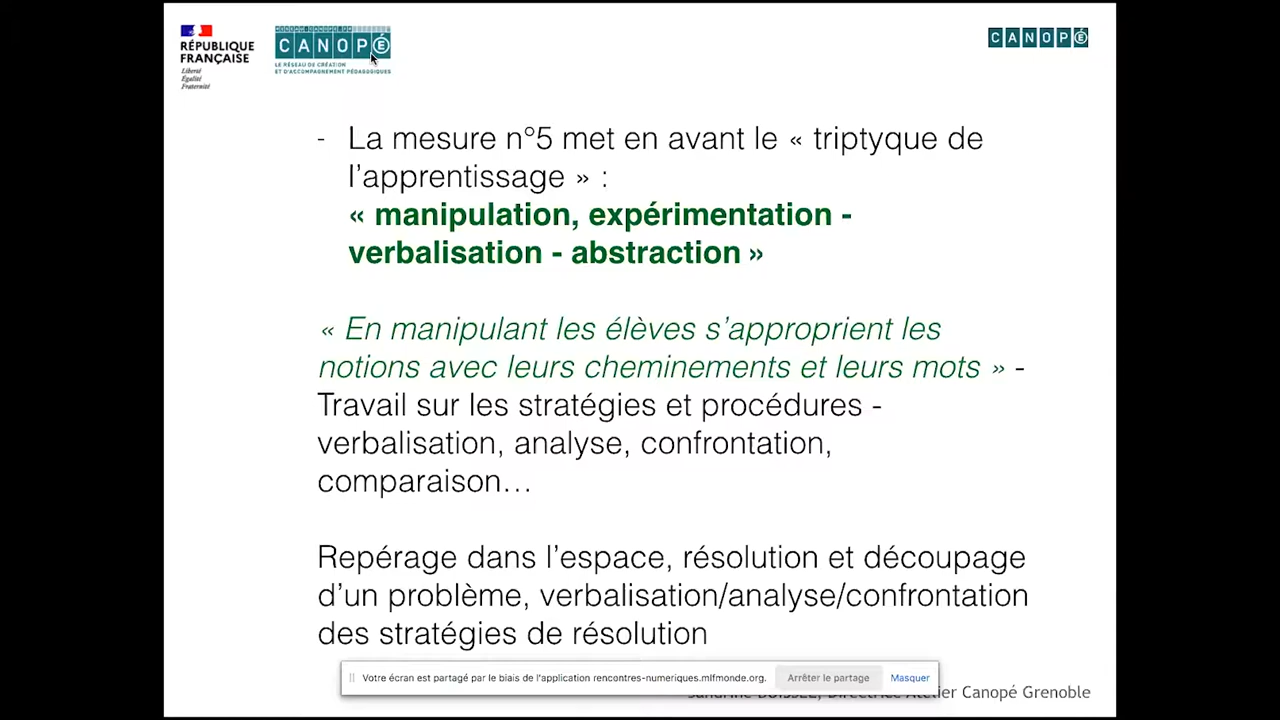 RÉPUBLIQUE
FRANÇAISE
Liberté
Égalité
Fraternité
CANOPÉ
LE RÉSEAU DE CRÉATION
ET D'ACCOMPAGNEMENT PÉDAGOGIQUES
CANOPÉ
- La mesure n°5 met en avant le « triptyque de
l’apprentissage » :
« manipulation, expérimentation -
verbalisation - abstraction »
« En manipulant les élèves s’approprient les
notions avec leurs cheminements et leurs mots » -
Travail sur les stratégies et procédures -
verbalisation, analyse, confrontation,
comparaison…
Repérage dans l’espace, résolution et découpage
d’un problème, verbalisation/analyse/confrontation
des stratégies de résolution
Votre écran est partagé par le biais de l'application rencontres-numeriques.mlfmonde.org.
Arrêter le partage
Masquer
Canopé Grenoble